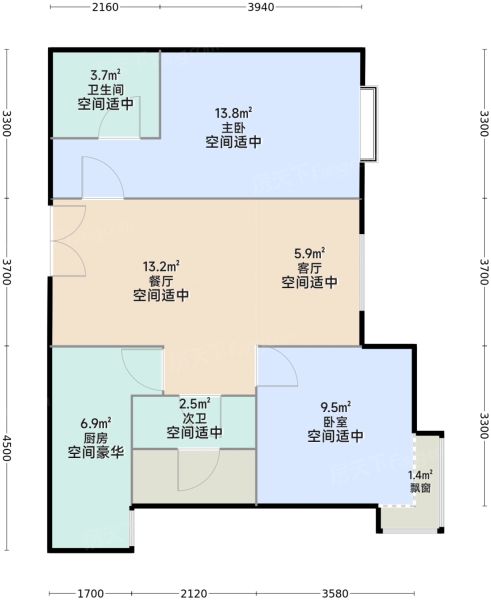 2160
3940
3300
3300
3.7㎡
卫生间
空间适中
13.8㎡
主卧
空间适中
3700
3700
13.2㎡
餐厅
空间适中
5.9㎡
客厅
空间适中
4500
3300
6.9㎡
厨房
空间豪华
2.5㎡
次卫
空间适中
9.5㎡
卧室
空间适中
1.4㎡
飘窗
1700
2120
3580